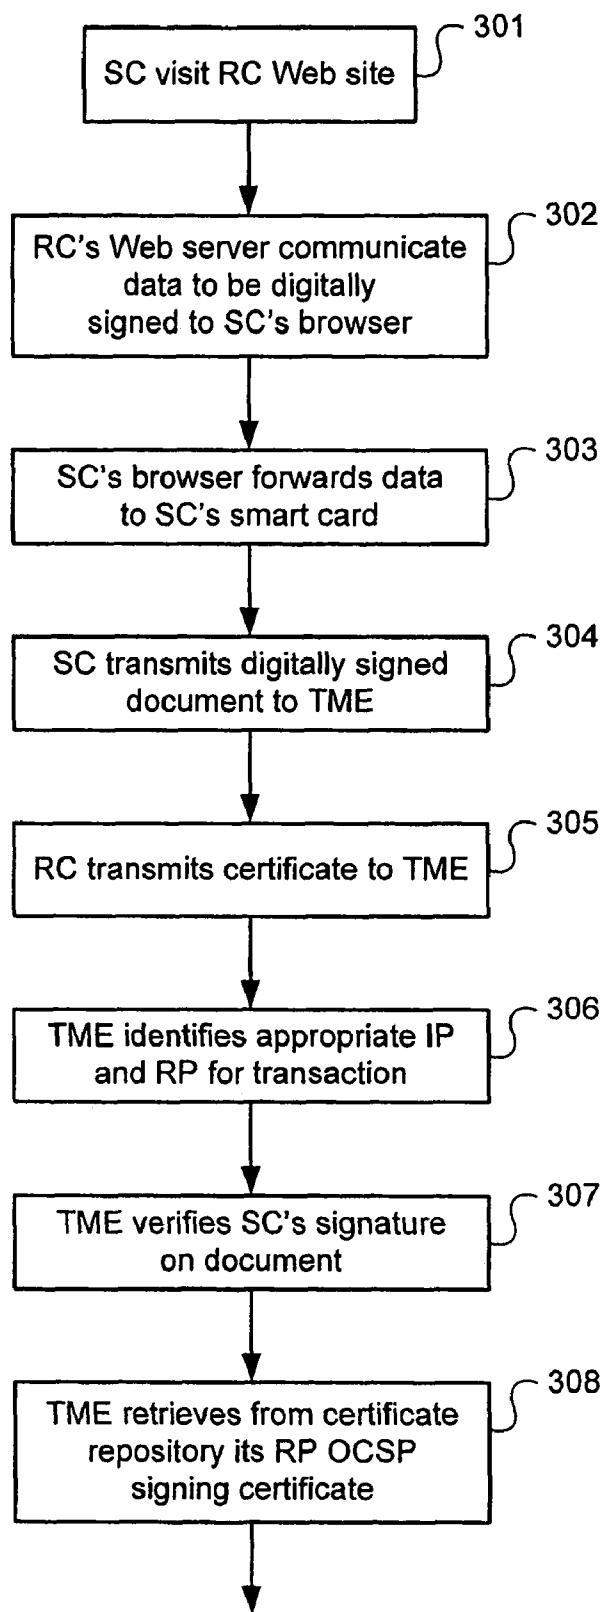 301
SC visit RC Web site
302
RC's Web server communicate
data to be digitally
signed to SC's browser
303
SC's browser forwards data
to SC's smart card
304
SC transmits digitally signed
document to TME
305
RC transmits certificate to TME
306
TME identifies appropriate IP
and RP for transaction
307
TME verifies SC's signature
on document
308
TME retrieves from certificate
repository its RP OCSP
signing certificate